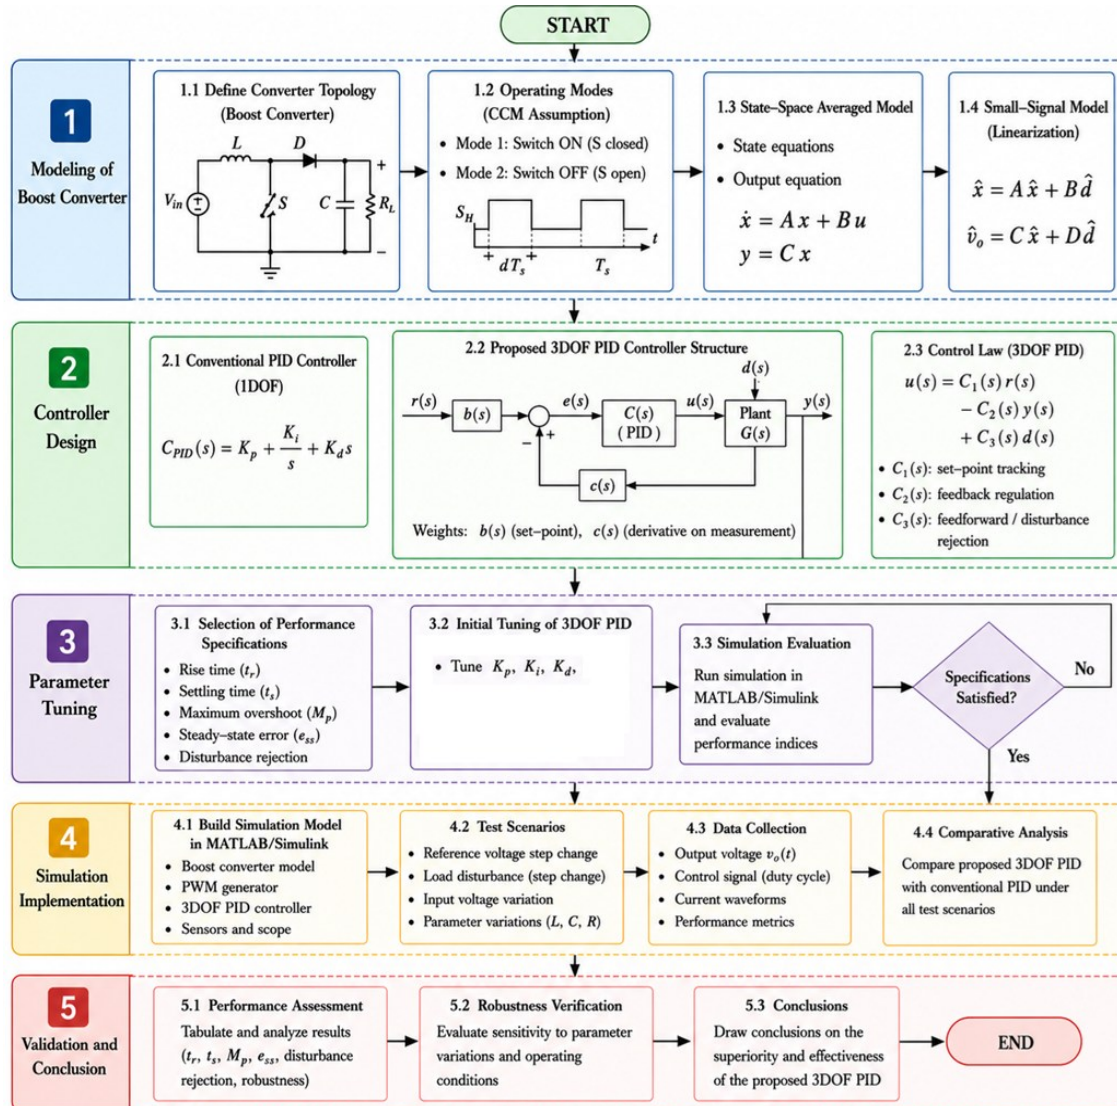 START
1
Modeling of
Boost Converter
1.1 Define Converter Topology
(Boost Converter)
L
D
+
V_in
S
C
R_L
−
1.2 Operating Modes
(CCM Assumption)
• Mode 1: Switch ON (S closed)
• Mode 2: Switch OFF (S open)
S_H
t
dT_s
T_s
1.3 State–Space Averaged Model
• State equations
• Output equation
ẋ = Ax + Bu
y = Cx
1.4 Small–Signal Model
(Linearization)
x̂ = Ax̂ + Bd̂
v̂_o = Cx̂ + Dd̂
2
Controller
Design
2.1 Conventional PID Controller
(1DOF)
C_PID(s) = K_p + K_i/s + K_d s
2.2 Proposed 3DOF PID Controller Structure
d(s)
r(s)
b(s)
e(s)
C(s)
(PID)
u(s)
Plant
G(s)
y(s)
− +
c(s)
Weights: b(s) (set–point), c(s) (derivative on measurement)
2.3 Control Law (3DOF PID)
u(s) = C_1(s) r(s)
− C_2(s) y(s)
+ C_3(s) d(s)
• C_1(s): set–point tracking
• C_2(s): feedback regulation
• C_3(s): feedforward / disturbance
rejection
3
Parameter
Tuning
3.1 Selection of Performance
Specifications
• Rise time (t_r)
• Settling time (t_s)
• Maximum overshoot (M_p)
• Steady–state error (e_ss)
• Disturbance rejection
3.2 Initial Tuning of 3DOF PID
• Tune K_p, K_i, K_d,
3.3 Simulation Evaluation
Run simulation in
MATLAB/Simulink
and evaluate
performance indices
Specifications
Satisfied?
No
Yes
4
Simulation
Implementation
4.1 Build Simulation Model
in MATLAB/Simulink
• Boost converter model
• PWM generator
• 3DOF PID controller
• Sensors and scope
4.2 Test Scenarios
• Reference voltage step change
• Load disturbance (step change)
• Input voltage variation
• Parameter variations (L, C, R)
4.3 Data Collection
• Output voltage v_o(t)
• Control signal (duty cycle)
• Current waveforms
• Performance metrics
4.4 Comparative Analysis
Compare proposed 3DOF PID
with conventional PID under
all test scenarios
5
Validation and
Conclusion
5.1 Performance Assessment
Tabulate and analyze results
(t_r, t_s, M_p, e_ss, disturbance
rejection, robustness)
5.2 Robustness Verification
Evaluate sensitivity to parameter
variations and operating
conditions
5.3 Conclusions
Draw conclusions on the
superiority and effectiveness
of the proposed 3DOF PID
END